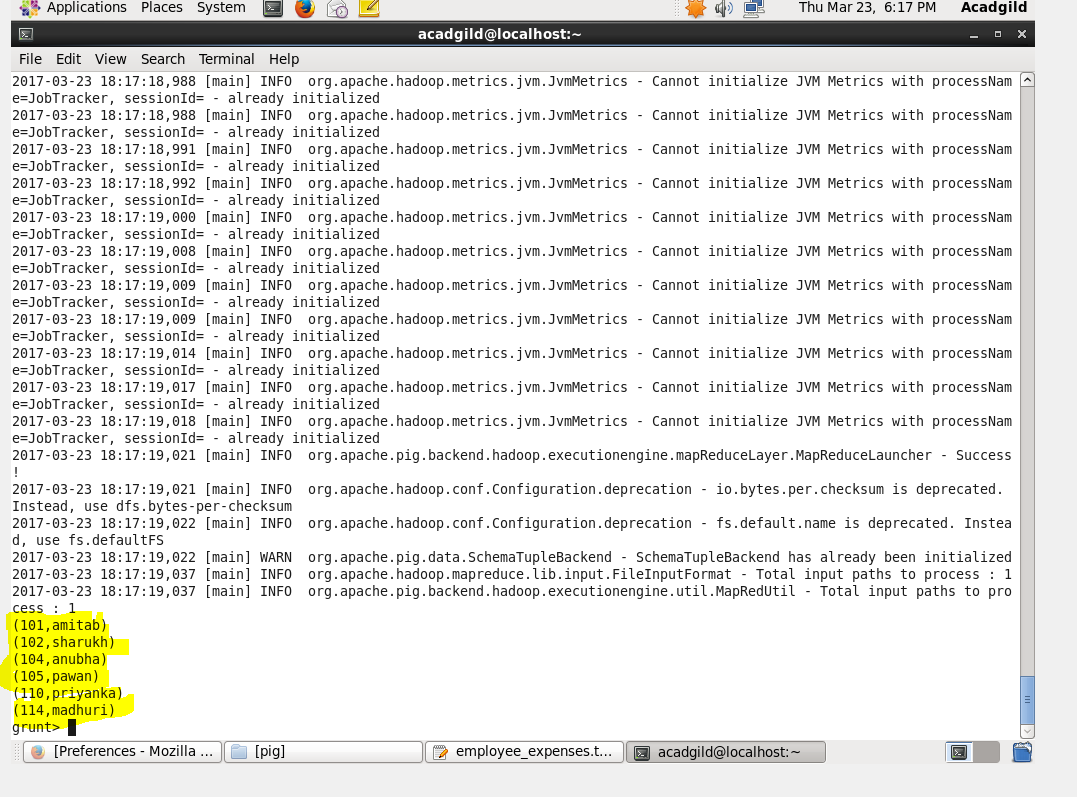 Applications Places System Thu Mar 23, 6:17 PM Acadgild
acadgild@localhost:~
File Edit View Search Terminal Help
2017-03-23 18:17:18,988 [main] INFO  org.apache.hadoop.metrics.jvm.JvmMetrics - Cannot initialize JVM Metrics with processNam
e=JobTracker, sessionId= - already initialized
2017-03-23 18:17:18,988 [main] INFO  org.apache.hadoop.metrics.jvm.JvmMetrics - Cannot initialize JVM Metrics with processNam
e=JobTracker, sessionId= - already initialized
2017-03-23 18:17:18,991 [main] INFO  org.apache.hadoop.metrics.jvm.JvmMetrics - Cannot initialize JVM Metrics with processNam
e=JobTracker, sessionId= - already initialized
2017-03-23 18:17:18,992 [main] INFO  org.apache.hadoop.metrics.jvm.JvmMetrics - Cannot initialize JVM Metrics with processNam
e=JobTracker, sessionId= - already initialized
2017-03-23 18:17:19,000 [main] INFO  org.apache.hadoop.metrics.jvm.JvmMetrics - Cannot initialize JVM Metrics with processNam
e=JobTracker, sessionId= - already initialized
2017-03-23 18:17:19,008 [main] INFO  org.apache.hadoop.metrics.jvm.JvmMetrics - Cannot initialize JVM Metrics with processNam
e=JobTracker, sessionId= - already initialized
2017-03-23 18:17:19,009 [main] INFO  org.apache.hadoop.metrics.jvm.JvmMetrics - Cannot initialize JVM Metrics with processNam
e=JobTracker, sessionId= - already initialized
2017-03-23 18:17:19,009 [main] INFO  org.apache.hadoop.metrics.jvm.JvmMetrics - Cannot initialize JVM Metrics with processNam
e=JobTracker, sessionId= - already initialized
2017-03-23 18:17:19,014 [main] INFO  org.apache.hadoop.metrics.jvm.JvmMetrics - Cannot initialize JVM Metrics with processNam
e=JobTracker, sessionId= - already initialized
2017-03-23 18:17:19,017 [main] INFO  org.apache.hadoop.metrics.jvm.JvmMetrics - Cannot initialize JVM Metrics with processNam
e=JobTracker, sessionId= - already initialized
2017-03-23 18:17:19,018 [main] INFO  org.apache.hadoop.metrics.jvm.JvmMetrics - Cannot initialize JVM Metrics with processNam
e=JobTracker, sessionId= - already initialized
2017-03-23 18:17:19,021 [main] INFO  org.apache.pig.backend.hadoop.executionengine.mapReduceLayer.MapReduceLauncher - Success
!
2017-03-23 18:17:19,021 [main] INFO  org.apache.hadoop.conf.Configuration.deprecation - io.bytes.per.checksum is deprecated.
Instead, use dfs.bytes-per-checksum
2017-03-23 18:17:19,022 [main] INFO  org.apache.hadoop.conf.Configuration.deprecation - fs.default.name is deprecated. Instea
d, use fs.defaultFS
2017-03-23 18:17:19,022 [main] WARN  org.apache.pig.data.SchemaTupleBackend - SchemaTupleBackend has already been initialized
2017-03-23 18:17:19,037 [main] INFO  org.apache.hadoop.mapreduce.lib.input.FileInputFormat - Total input paths to process : 1
2017-03-23 18:17:19,037 [main] INFO  org.apache.pig.backend.hadoop.executionengine.util.MapRedUtil - Total input paths to pro
cess : 1
(101,amitab)
(102,sharukh)
(104,anubha)
(105,pawan)
(110,priyanka)
(114,madhuri)
grunt>
[Preferences - Mozilla ... [pig] employee_expenses.t... acadgild@localhost:~